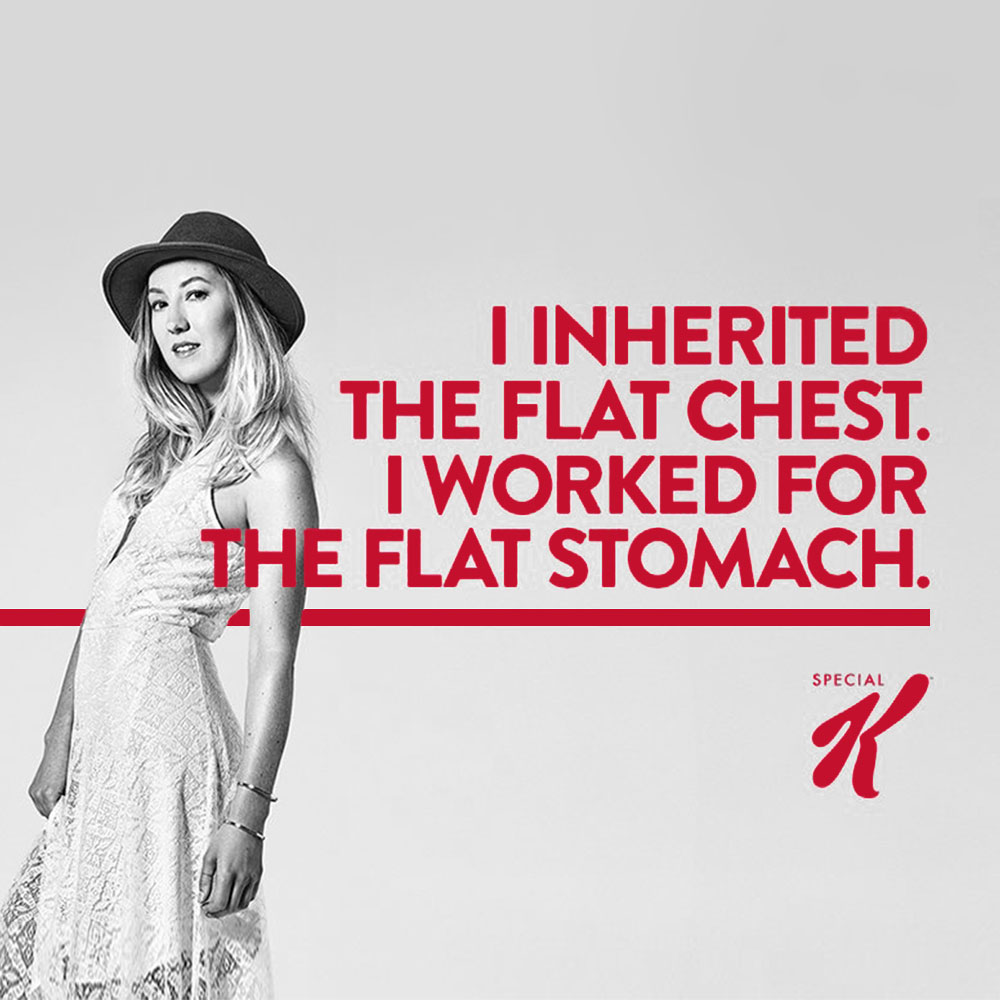 I INHERITED
THE FLAT CHEST.
I WORKED FOR
THE FLAT STOMACH.
SPECIAL
K